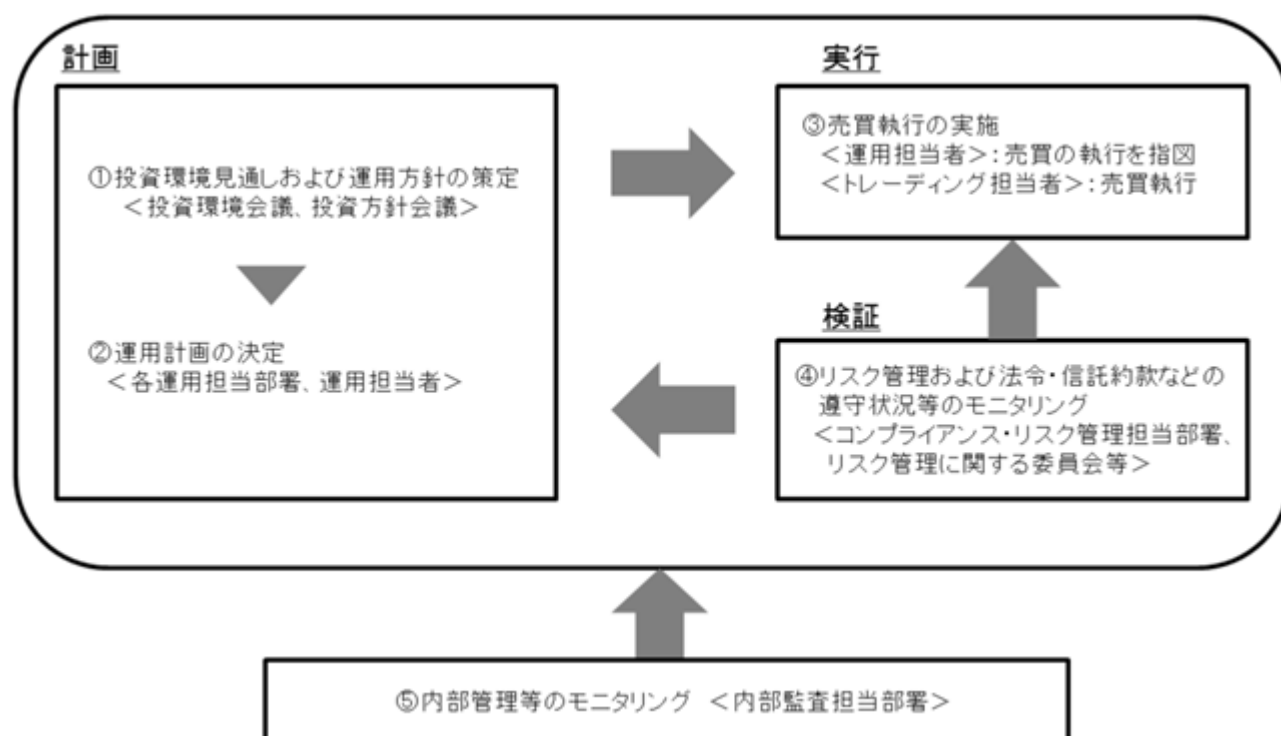 計画
①投資環境見通しおよび運用方針の策定
＜投資環境会議、投資方針会議＞
②運用計画の決定
＜各運用担当部署、運用担当者＞
実行
③売買執行の実施
＜運用担当者＞：売買の執行を指図
＜トレーディング担当者＞：売買執行
検証
④リスク管理および法令・信託約款などの
遵守状況等のモニタリング
＜コンプライアンス・リスク管理担当部署、
リスク管理に関する委員会等＞
⑤内部管理等のモニタリング ＜内部監査担当部署＞